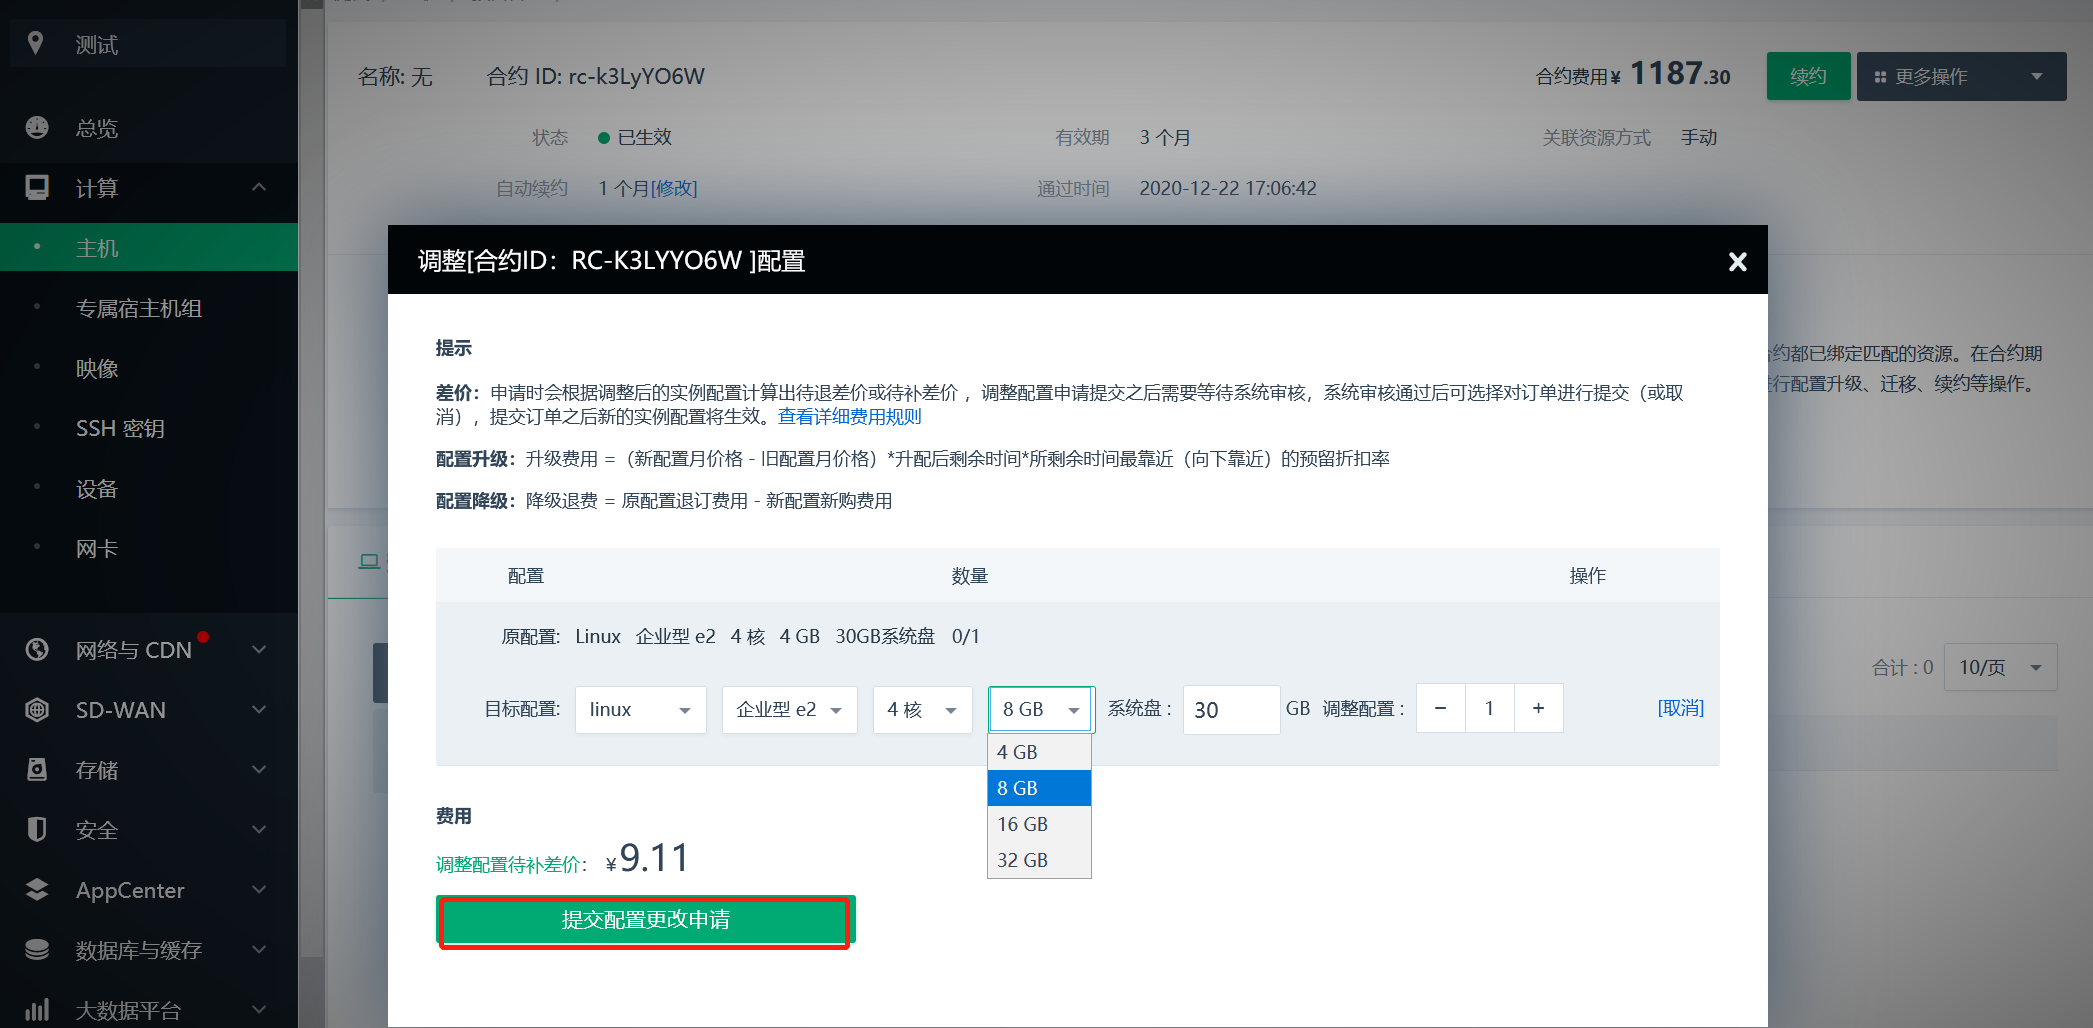 测试
总览
计算
主机
专属宿主机组
映像
SSH 密钥
设备
网卡
网络与 CDN
SD-WAN
存储
安全
AppCenter
数据库与缓存
大数据平台
名称: 无 合约 ID: rc-k3LyYO6W 合约费用¥ 1187.30 续约 更多操作
状态 已生效 有效期 3 个月 关联资源方式 手动
自动续约 1 个月[修改] 通过时间 2020-12-22 17:06:42
约都已绑定匹配的资源。在合约期
行配置升级、迁移、续约等操作。
合计 : 0 10/页
调整[合约ID：RC-K3LYYO6W ]配置
提示
差价：申请时会根据调整后的实例配置计算出待退差价或待补差价 ，调整配置申请提交之后需要等待系统审核，系统审核通过后可选择对订单进行提交（或取
消），提交订单之后新的实例配置将生效。查看详细费用规则
配置升级：升级费用 =（新配置月价格 - 旧配置月价格）*升配后剩余时间*所剩余时间最靠近（向下靠近）的预留折扣率
配置降级：降级退费 = 原配置退订费用 - 新配置新购费用
配置 数量 操作
原配置: Linux 企业型 e2 4 核 4 GB 30GB系统盘 0/1
目标配置: linux 企业型 e2 4 核 8 GB 系统盘 : 30 GB 调整配置 : − 1 + [取消]
4 GB
8 GB
16 GB
32 GB
费用
调整配置待补差价: ¥9.11
提交配置更改申请